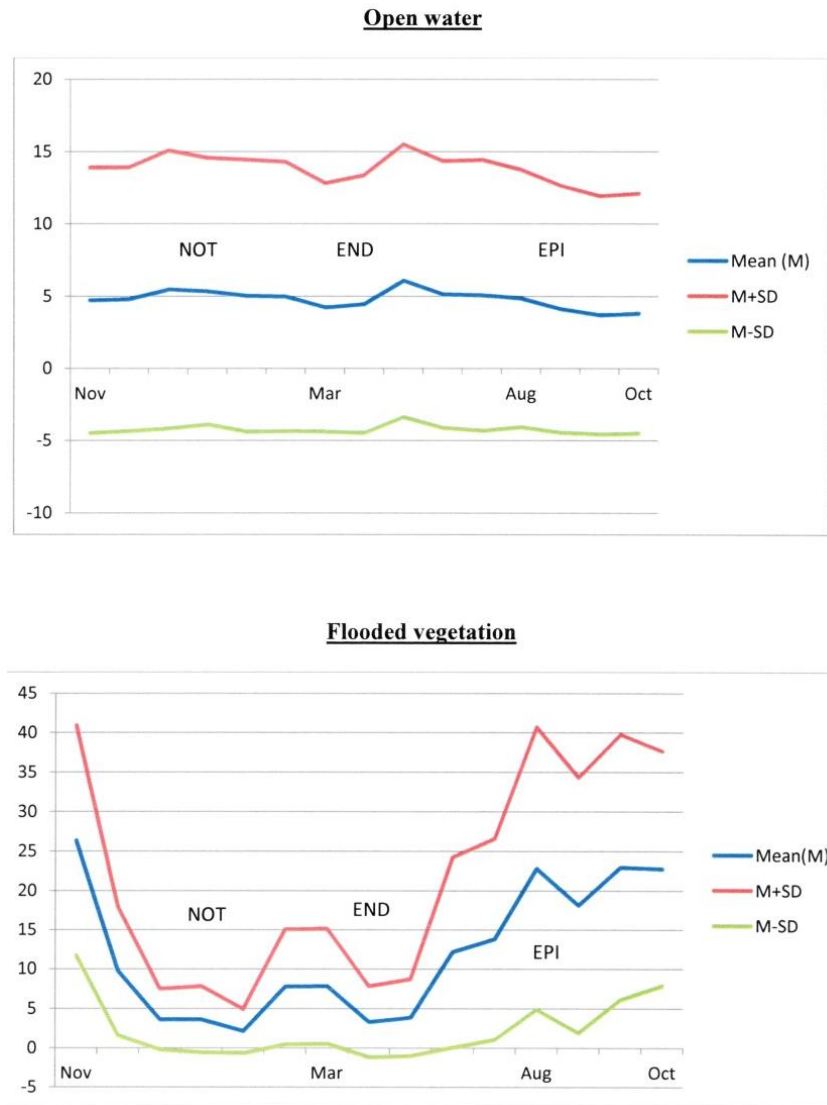 Open water
20
15
10
5
0
-5
-10
NOT END EPI
Nov Mar Aug Oct
Mean (M)
M+SD
M-SD
Flooded vegetation
45
40
35
30
25
20
15
10
5
0
-5
NOT END
EPI
Nov Mar Aug Oct
Mean(M)
M+SD
M-SD